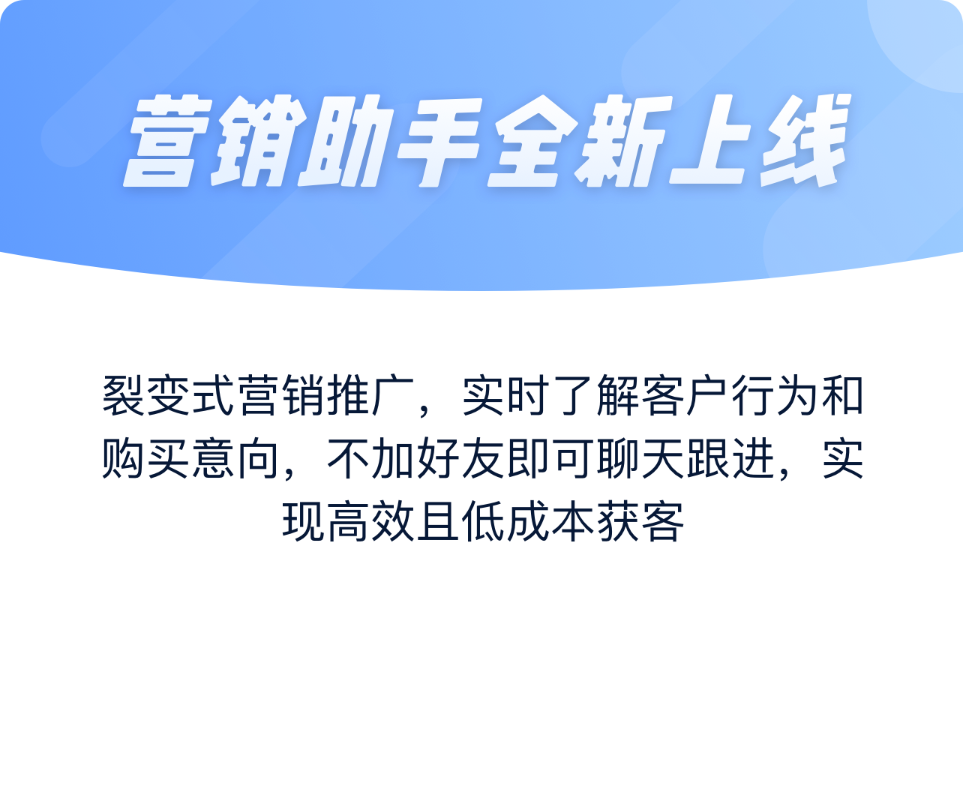 营销助手全新上线
裂变式营销推广，实时了解客户行为和
购买意向，不加好友即可聊天跟进，实
现高效且低成本获客